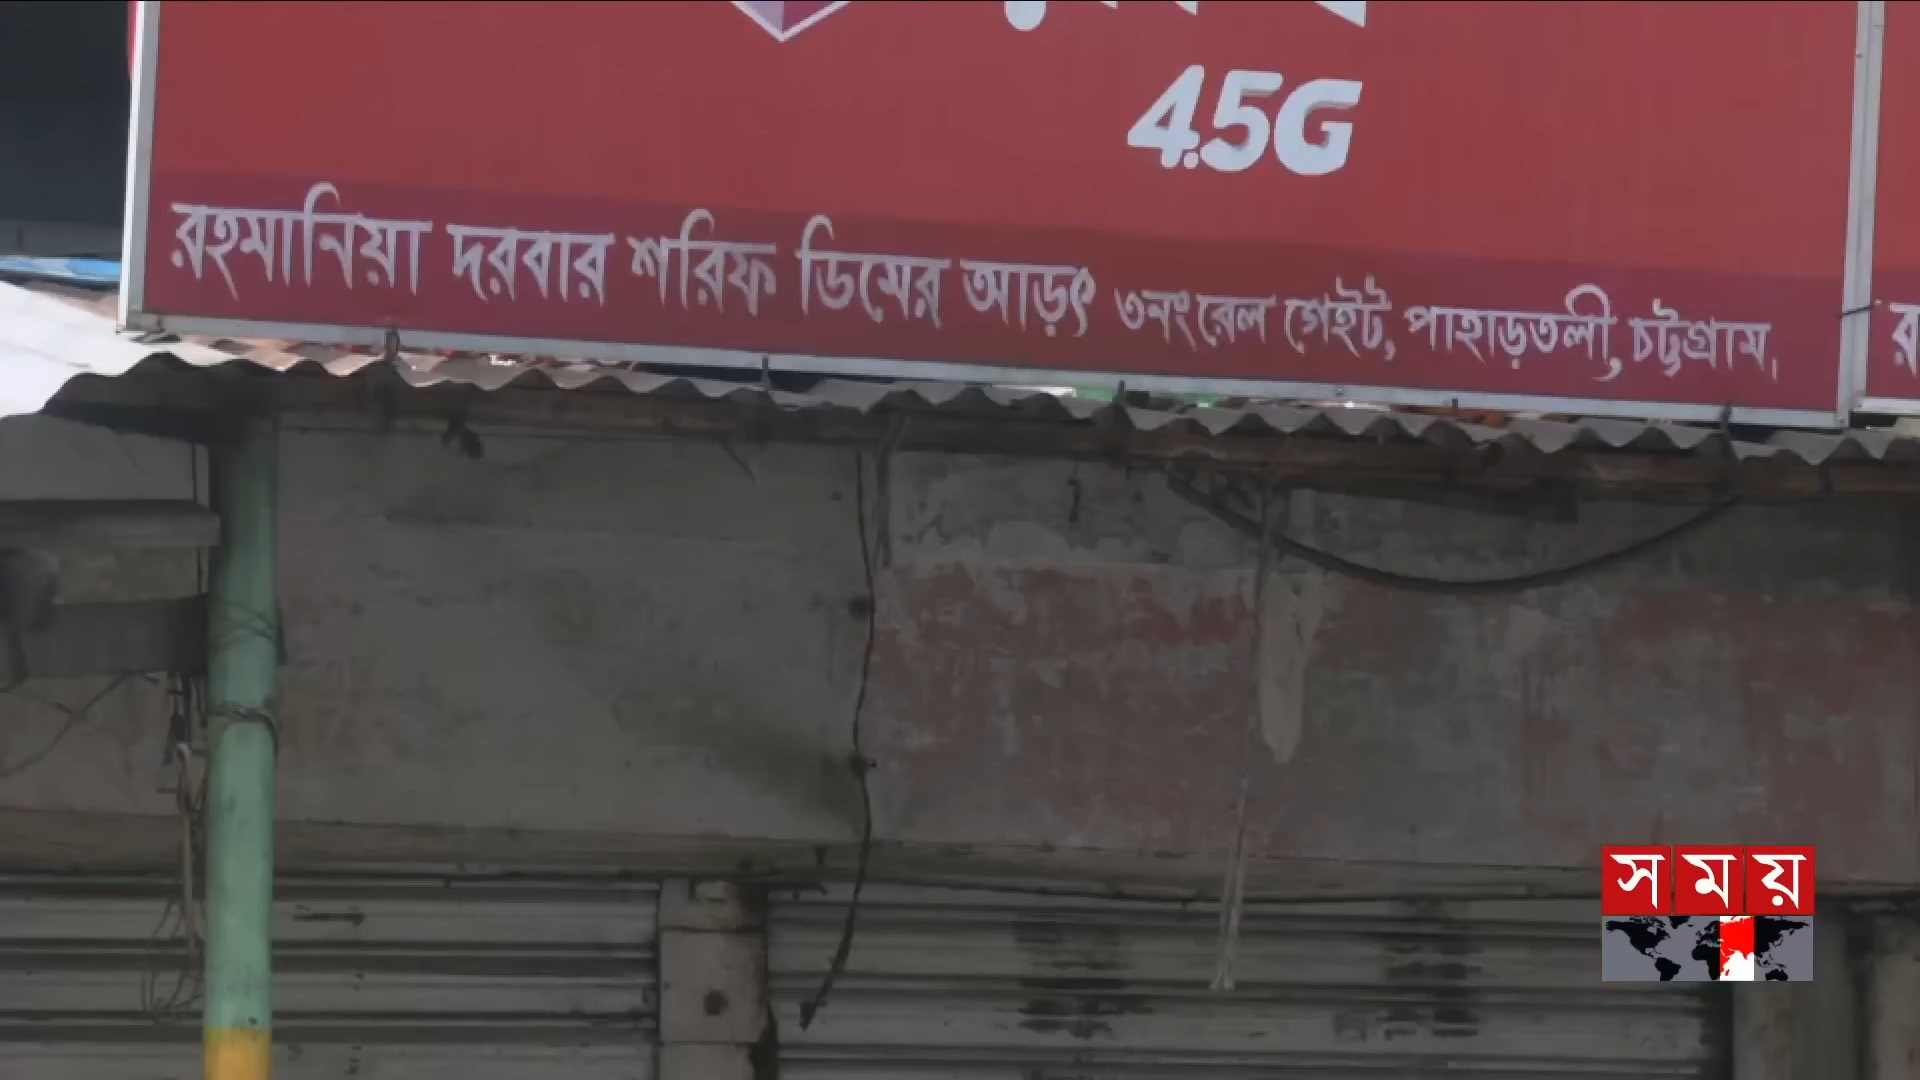 4.5G
রহমানিয়া দরবার শরিফ ডিমের আড়ৎ ৩নং রেল গেইট, পাহাড়তলী, চট্টগ্রাম।
সময়